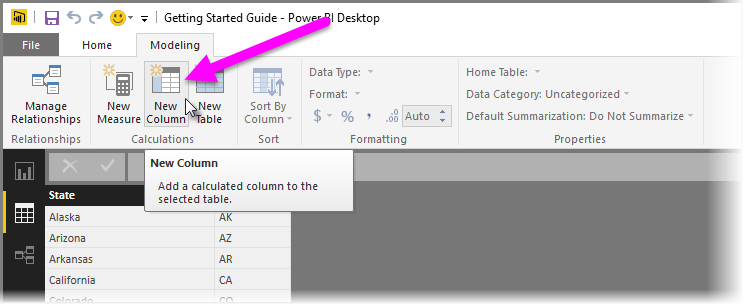 Getting Started Guide - Power BI Desktop
File Home Modeling
Manage Relationships
New Measure
New Column
New Table
Sort By Column
Data Type:
Format:
$ % , .00 Auto
Home Table:
Data Category: Uncategorized
Default Summarization: Do Not Summarize
Relationships Calculations Sort Formatting Properties
New Column
Add a calculated column to the
selected table.
State
Alaska AK
Arizona AZ
Arkansas AR
California CA
Colorado CO